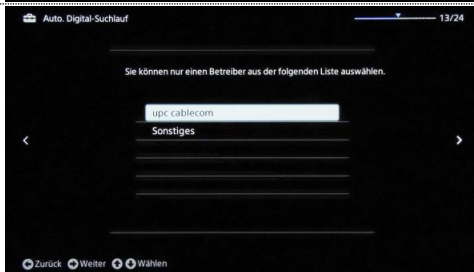 Auto. Digital-Suchlauf
13/24
Sie können nur einen Betreiber aus der folgenden Liste auswählen.
upc cablecom
Sonstiges
Zurück Weiter Wählen